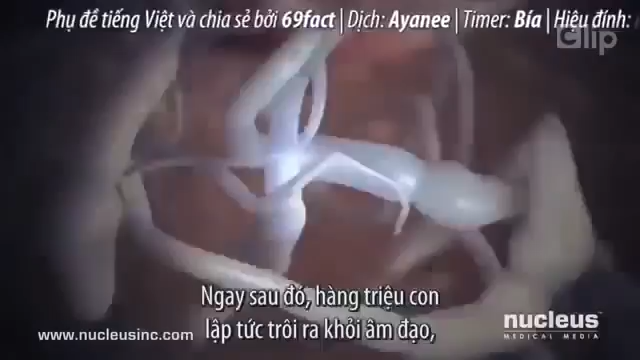 Phụ đề tiếng Việt và chia sẻ bởi 69fact | Dịch: Ayanee | Timer: Bía | Hiệu đính:
Clip
Ngay sau đó, hàng triệu con
lập tức trôi ra khỏi âm đạo,
www.nucleusinc.com
nucleus™
MEDICAL MEDIA